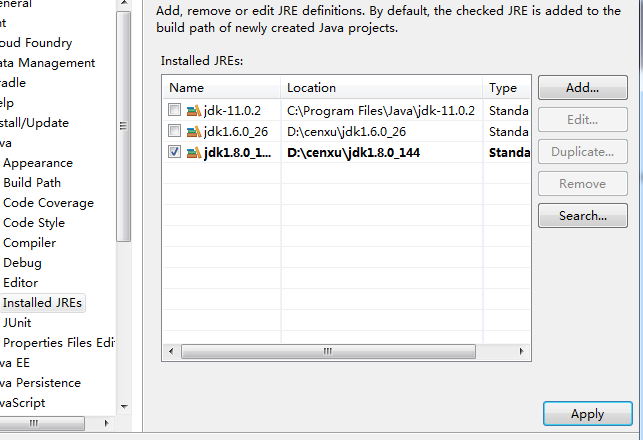 General
Add, remove or edit JRE definitions. By default, the checked JRE is added to the
build path of newly created Java projects.
Installed JREs:
Name Location Type
jdk-11.0.2 C:\Program Files\Java\jdk-11.0.2 Standa
jdk1.6.0_26 D:\cenxu\jdk1.6.0_26 Standa
jdk1.8.0_1... D:\cenxu\jdk1.8.0_144 Standa
Add...
Edit...
Duplicate...
Remove
Search...
nt
oud Foundry
ata Management
radle
elp
stall/Update
va
Appearance
Build Path
Code Coverage
Code Style
Compiler
Debug
Editor
Installed JREs
JUnit
Properties Files Edi
va EE
va Persistence
vaScript
Apply